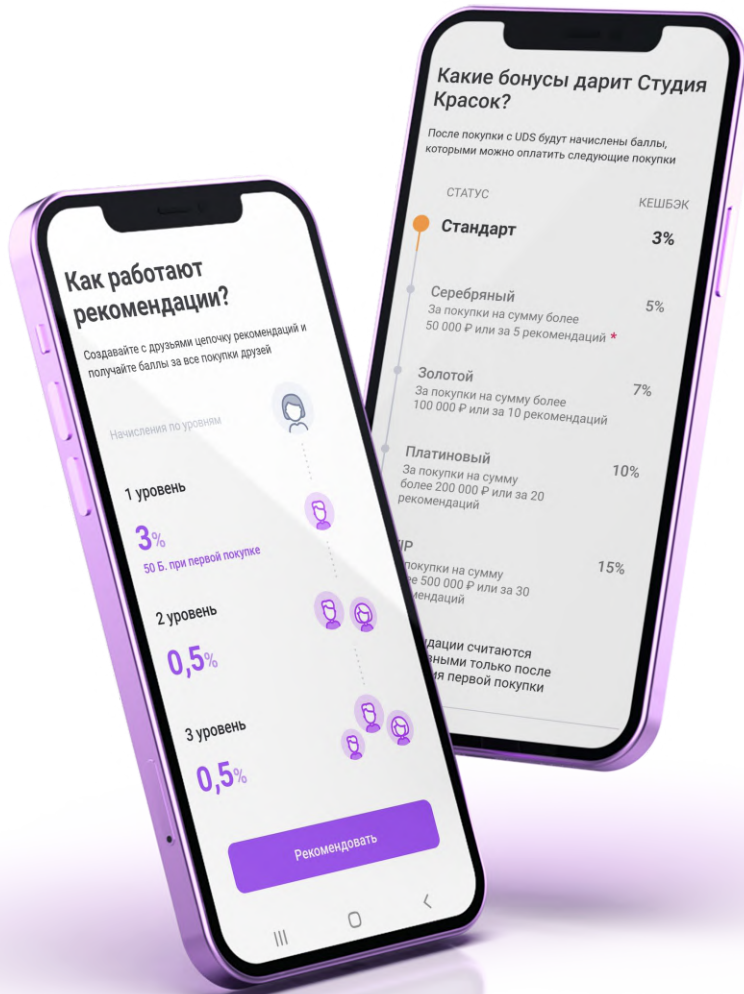 Как работают
рекомендации?
Создавайте с друзьями цепочку рекомендаций и
получайте баллы за все покупки друзей
Начисления по уровням
1 уровень
3%
50 Б. при первой покупке
2 уровень
0,5%
3 уровень
0,5%
Рекомендовать
Какие бонусы дарит Студия
Красок?
После покупки с UDS будут начислены баллы,
которыми можно оплатить следующие покупки
СТАТУС КЕШБЭК
Стандарт 3%
Серебряный 5%
За покупки на сумму более
50 000 ₽ или за 5 рекомендаций *
Золотой 7%
За покупки на сумму более
100 000 ₽ или за 10 рекомендаций
Платиновый 10%
За покупки на сумму
более 200 000 ₽ или за 20
рекомендаций
15%
покупки на сумму
500 000 ₽ или за 30
считаются
только после
первой покупки